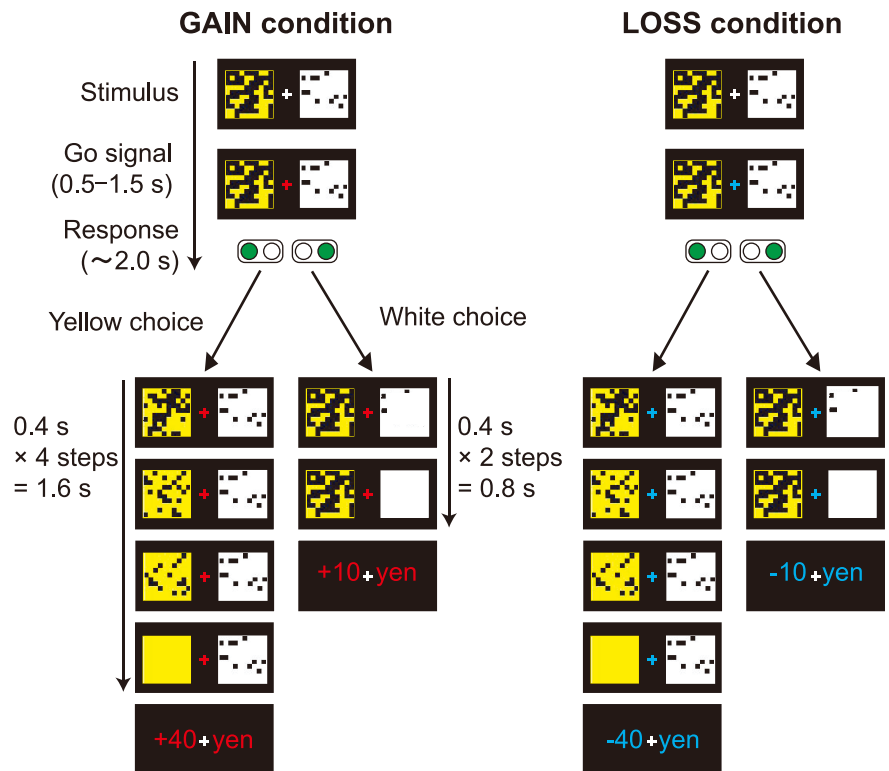 GAIN condition
LOSS condition
Stimulus
Go signal
(0.5–1.5 s)
Response
(～2.0 s)
Yellow choice
White choice
0.4 s
× 4 steps
= 1.6 s
0.4 s
× 2 steps
= 0.8 s
+10+yen
-10+yen
+40+yen
-40+yen